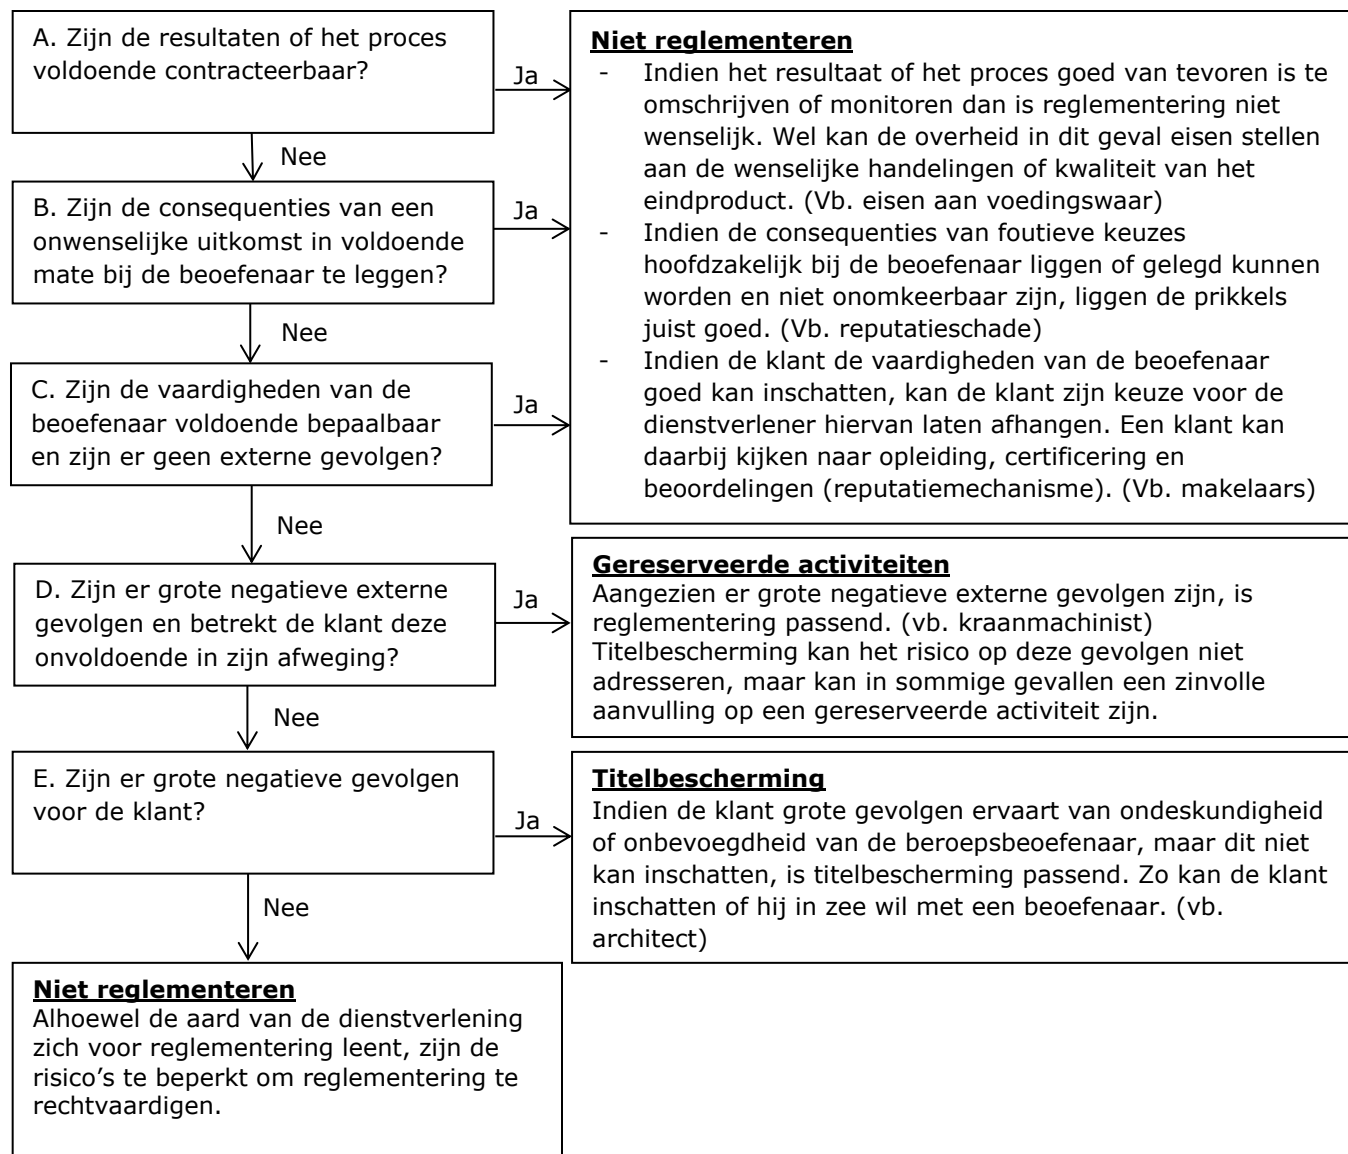 A. Zijn de resultaten of het proces
voldoende contracteerbaar?
Ja
Niet reglementeren
- Indien het resultaat of het proces goed van tevoren is te
omschrijven of monitoren dan is reglementering niet
wenselijk. Wel kan de overheid in dit geval eisen stellen
aan de wenselijke handelingen of kwaliteit van het
eindproduct. (Vb. eisen aan voedingswaar)
- Indien de consequenties van foutieve keuzes
hoofdzakelijk bij de beoefenaar liggen of gelegd kunnen
worden en niet onomkeerbaar zijn, liggen de prikkels
juist goed. (Vb. reputatieschade)
- Indien de klant de vaardigheden van de beoefenaar
goed kan inschatten, kan de klant zijn keuze voor de
dienstverlener hiervan laten afhangen. Een klant kan
daarbij kijken naar opleiding, certificering en
beoordelingen (reputatiemechanisme). (Vb. makelaars)
Nee
B. Zijn de consequenties van een
onwenselijke uitkomst in voldoende
mate bij de beoefenaar te leggen?
Ja
Nee
C. Zijn de vaardigheden van de
beoefenaar voldoende bepaalbaar
en zijn er geen externe gevolgen?
Ja
Nee
D. Zijn er grote negatieve externe
gevolgen en betrekt de klant deze
onvoldoende in zijn afweging?
Ja
Gereserveerde activiteiten
Aangezien er grote negatieve externe gevolgen zijn, is
reglementering passend. (vb. kraanmachinist)
Titelbescherming kan het risico op deze gevolgen niet
adresseren, maar kan in sommige gevallen een zinvolle
aanvulling op een gereserveerde activiteit zijn.
Nee
E. Zijn er grote negatieve gevolgen
voor de klant?
Ja
Titelbescherming
Indien de klant grote gevolgen ervaart van ondeskundigheid
of onbevoegdheid van de beroepsbeoefenaar, maar dit niet
kan inschatten, is titelbescherming passend. Zo kan de klant
inschatten of hij in zee wil met een beoefenaar. (vb.
architect)
Nee
Niet reglementeren
Alhoewel de aard van de dienstverlening
zich voor reglementering leent, zijn de
risico's te beperkt om reglementering te
rechtvaardigen.